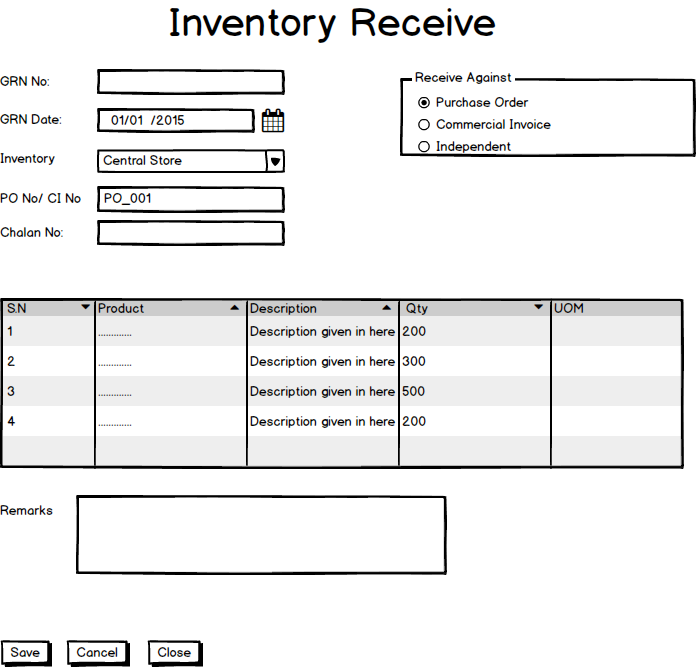 Inventory Receive
GRN No:
GRN Date: 01/01 /2015
Inventory Central Store
PO No/ CI No PO_001
Chalan No:
Receive Against
Purchase Order
Commercial Invoice
Independent
S.N Product Description Qty UOM
1 ............. Description given in here 200
2 ............. Description given in here 300
3 ............. Description given in here 500
4 ............. Description given in here 200
Remarks
Save Cancel Close